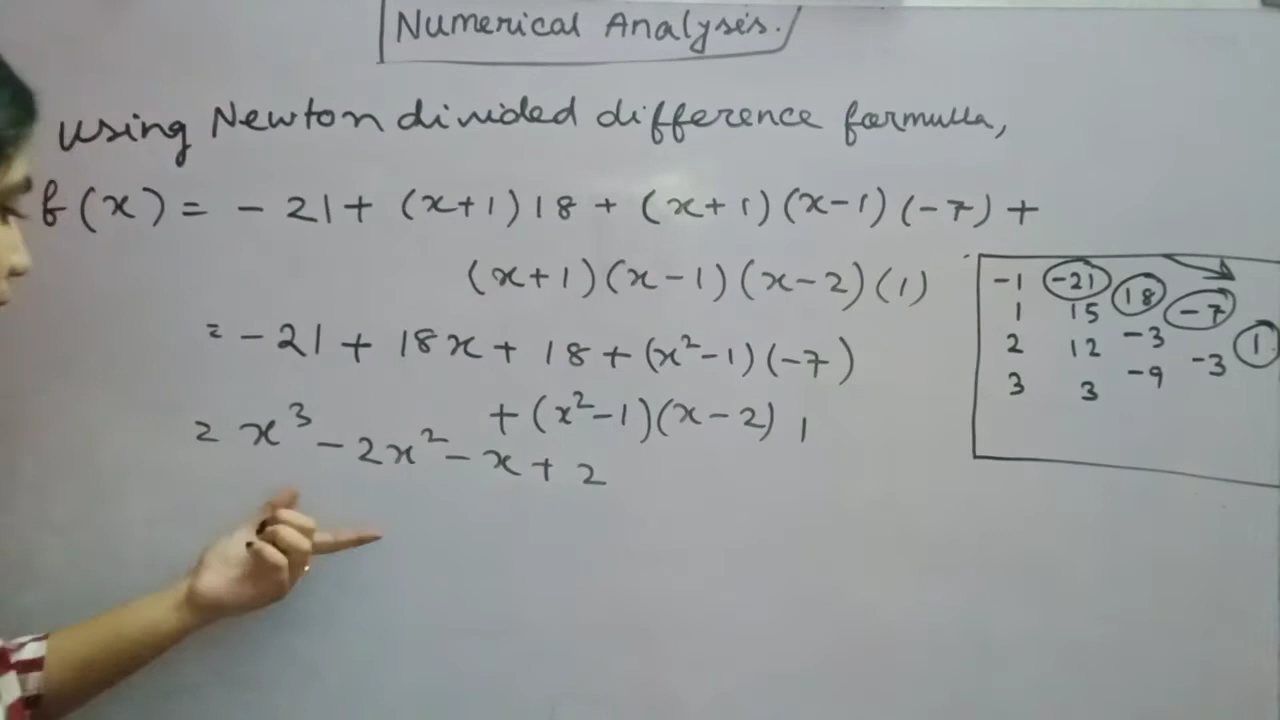 Numerical Analysis.
using Newton divided difference formulla,
f(x) = - 21 + (x+1) 18 + (x+1) (x-1) (-7) +
(x+1) (x-1) (x-2) (1)
= - 21 + 18x + 18 + (x²-1) (-7)
+ (x²-1) (x-2) 1
= x³ - 2x² - x + 2
-1 -21 18 -7 1
1 15 -3 -3
2 12 -9
3 3